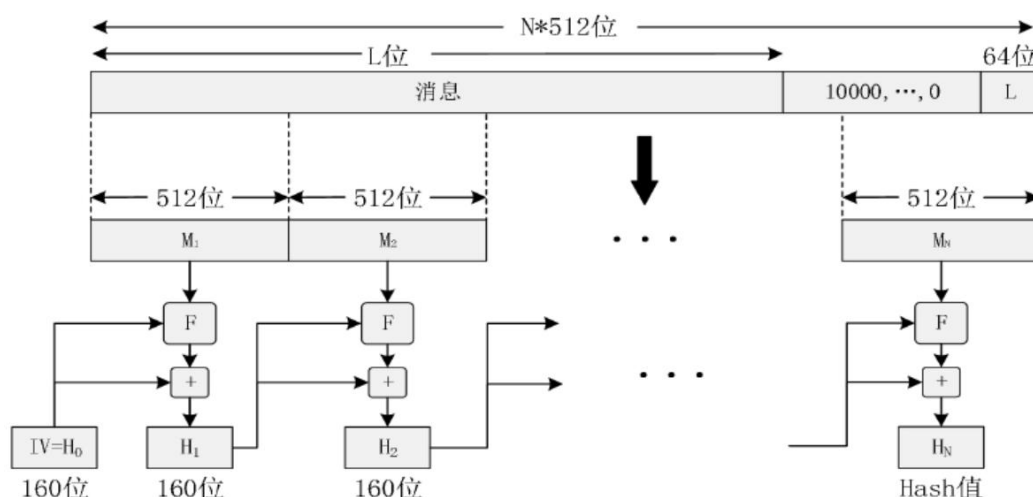 N*512位
L位
64位
消息
10000,…,0
L
512位
512位
512位
M₁
M₂
...
Mɴ
F
F
F
+
+
...
+
IV=H₀
H₁
H₂
Hɴ
160位
160位
160位
Hash值